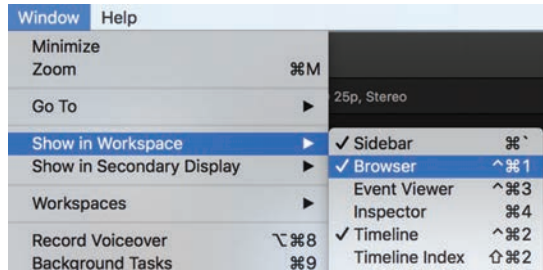 Window Help
Minimize
Zoom ⌘M
Go To ▶
25p, Stereo
Show in Workspace ▶
Show in Secondary Display ▶
Workspaces ▶
Record Voiceover ⌥⌘8
Background Tasks ⌘9
✓ Sidebar ⌘`
✓ Browser ^⌘1
Event Viewer ^⌘3
Inspector ⌘4
✓ Timeline ^⌘2
Timeline Index ⇧⌘2